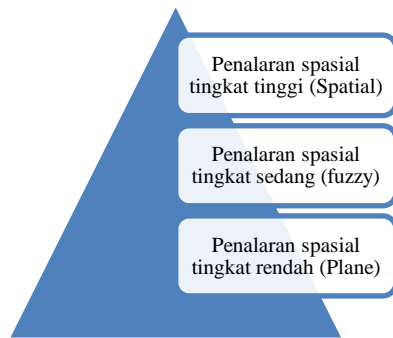 Penalaran spasial
tingkat tinggi (Spatial)
Penalaran spasial
tingkat sedang (fuzzy)
Penalaran spasial
tingkat rendah (Plane)